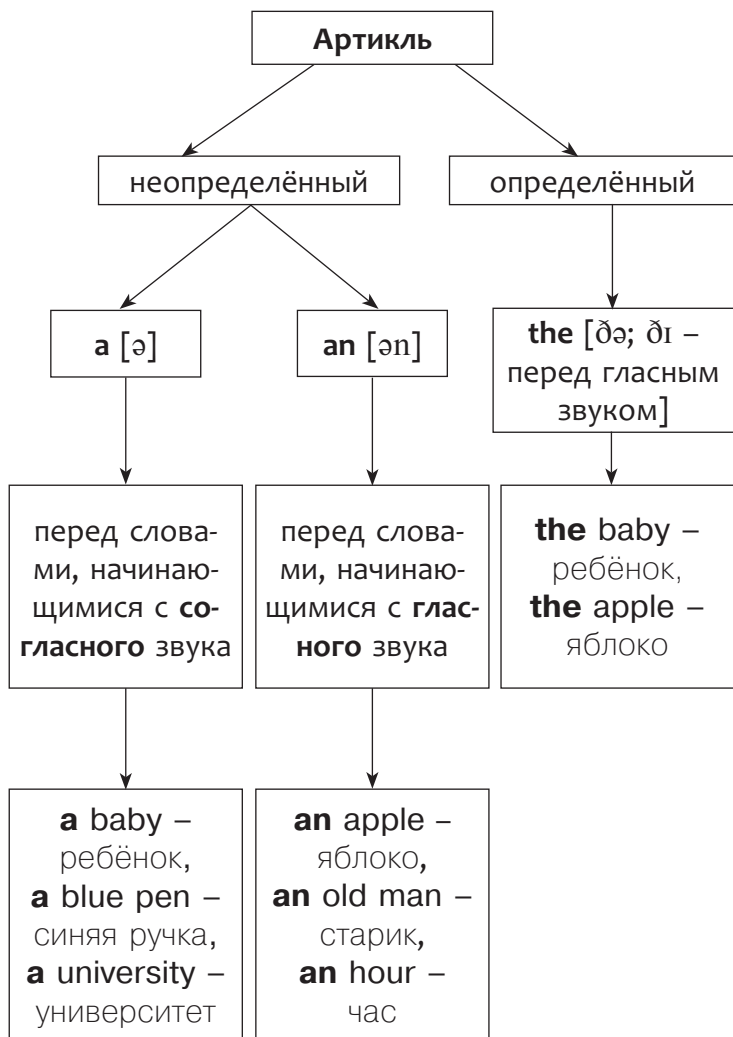 Артикль
неопределённый
определённый
a [ə]
an [ən]
the [ðə; ðɪ –
перед гласным
звуком]
перед слова-
ми, начинаю-
щимися с со-
гласного звука
перед слова-
ми, начинаю-
щимися с глас-
ного звука
the baby –
ребёнок,
the apple –
яблоко
a baby –
ребёнок,
a blue pen –
синяя ручка,
a university –
университет
an apple –
яблоко,
an old man –
старик,
an hour –
час